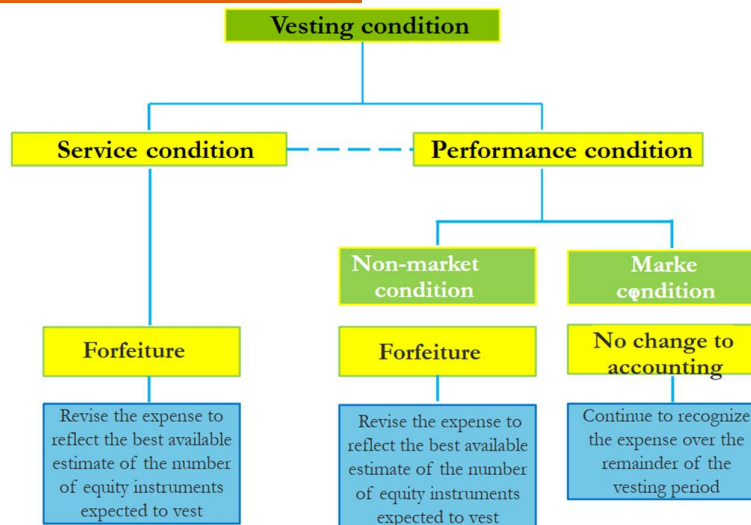 Vesting condition
Service condition
Performance condition
Non-market
condition
Marke
condition
Forfeiture
Forfeiture
No change to
accounting
Revise the expense to
reflect the best available
estimate of the number
of equity instruments
expected to vest
Revise the expense to
reflect the best available
estimate of the number
of equity instruments
expected to vest
Continue to recognize
the expense over the
remainder of the
vesting period